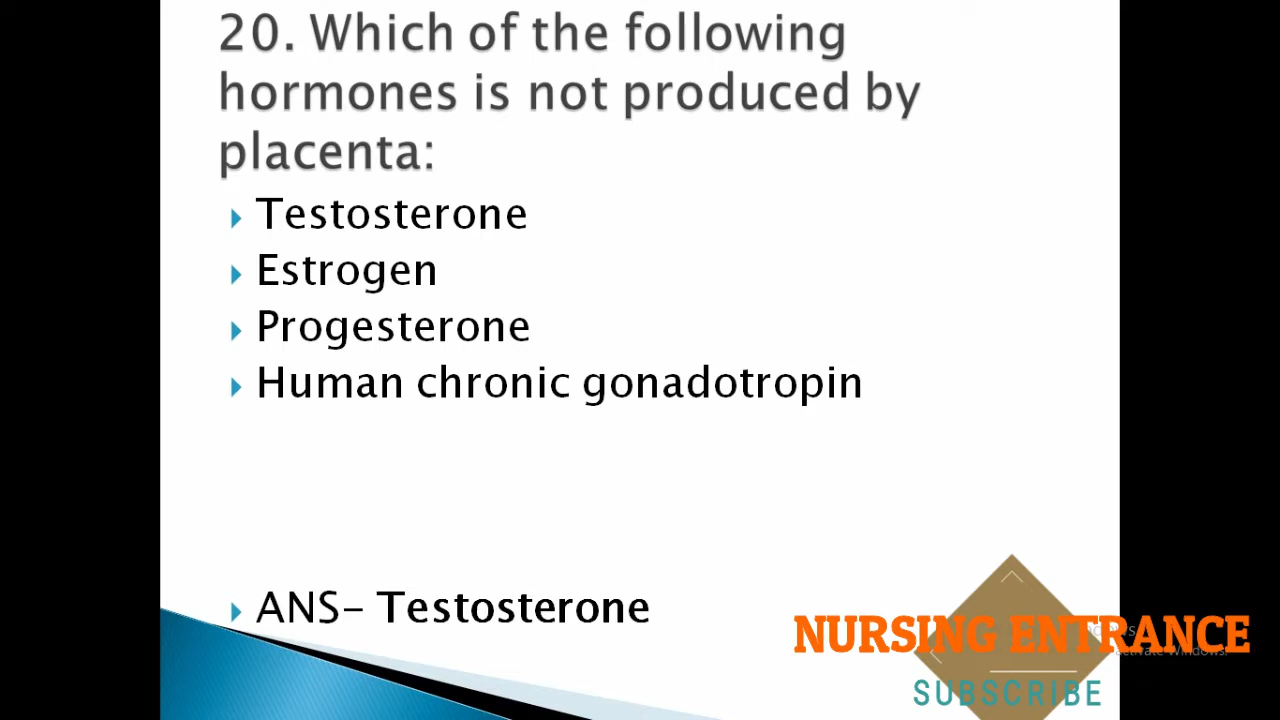 20. Which of the following
hormones is not produced by
placenta:
Testosterone
Estrogen
Progesterone
Human chronic gonadotropin
ANS- Testosterone
NURSING ENTRANCE
SUBSCRIBE